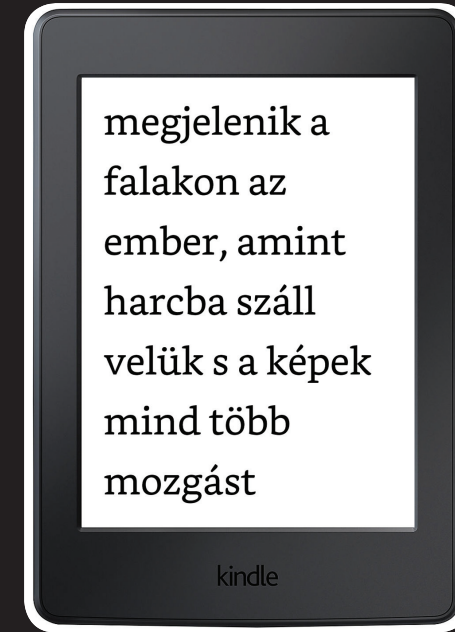 megjelenik a
falakon az
ember, amint
harcba száll
velük s a képek
mind több
mozgást
kindle